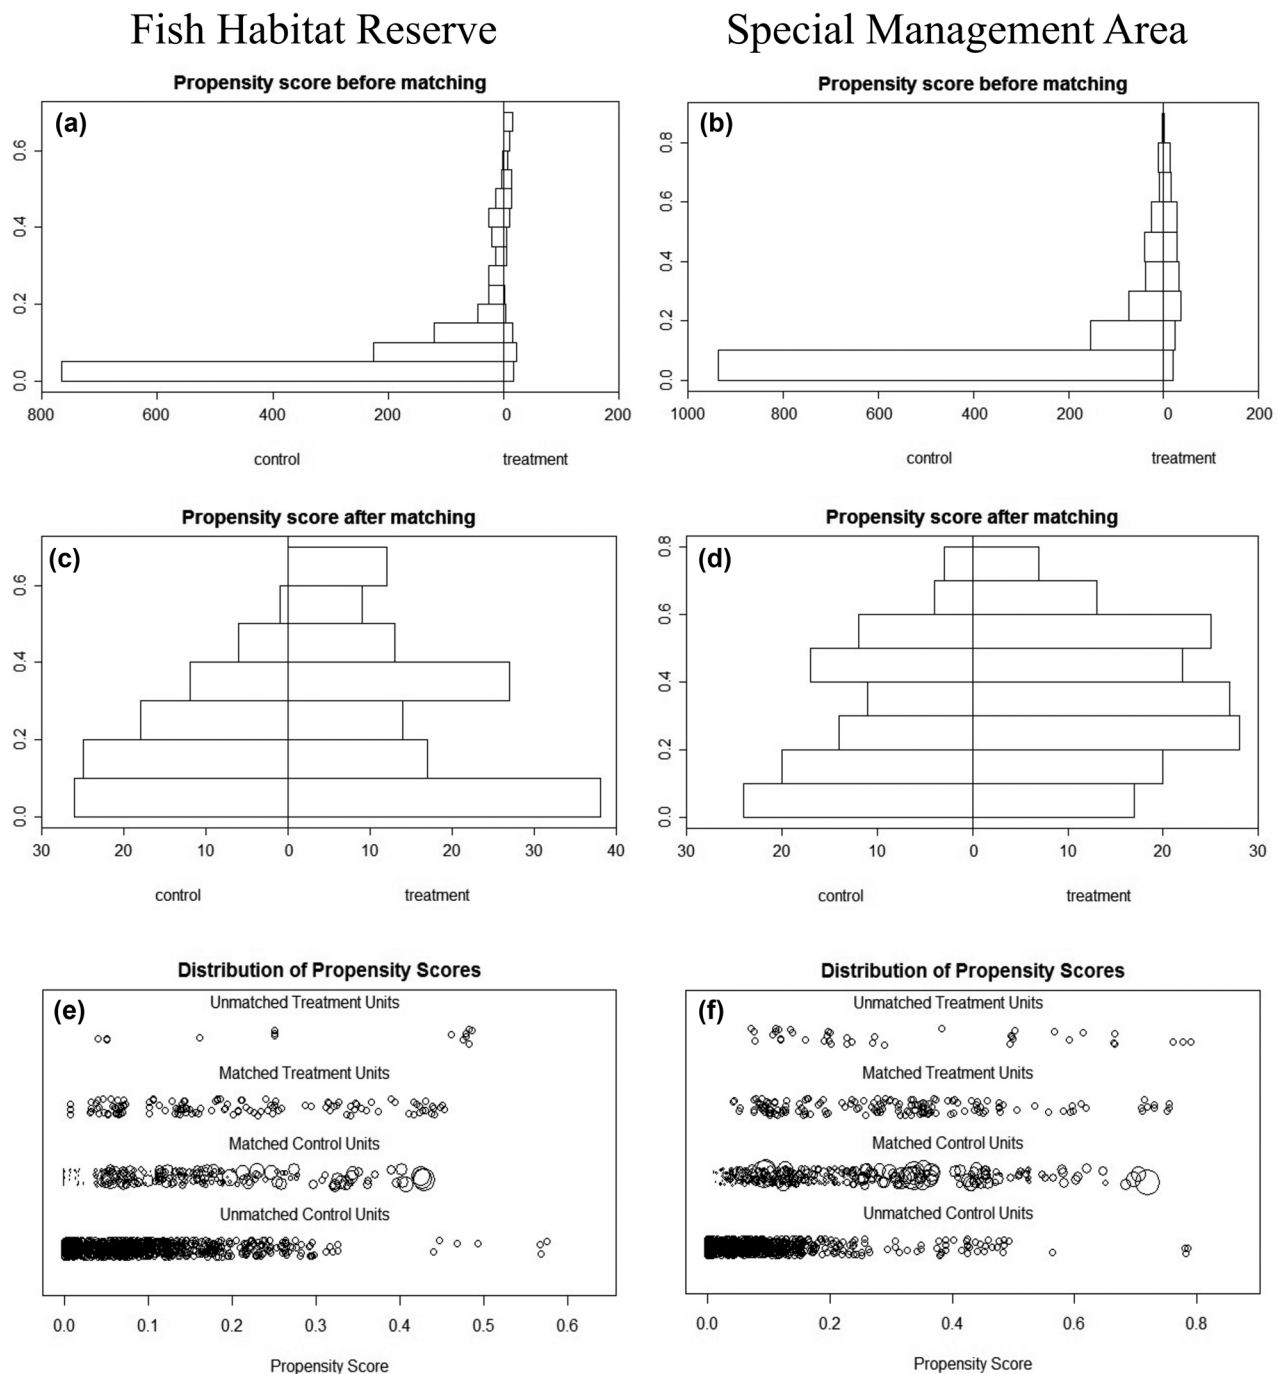 Fish Habitat Reserve
Special Management Area
Propensity score before matching
(a)
0.0 0.2 0.4 0.6
800 600 400 200 0 200
control treatment
Propensity score before matching
(b)
0.0 0.2 0.4 0.6 0.8
1000 800 600 400 200 0 200
control treatment
Propensity score after matching
(c)
0.0 0.2 0.4 0.6
30 20 10 0 10 20 30 40
control treatment
Propensity score after matching
(d)
0.0 0.2 0.4 0.6 0.8
30 20 10 0 10 20 30
control treatment
Distribution of Propensity Scores
(e)
Unmatched Treatment Units
Matched Treatment Units
Matched Control Units
Unmatched Control Units
0.0 0.1 0.2 0.3 0.4 0.5 0.6
Propensity Score
Distribution of Propensity Scores
(f)
Unmatched Treatment Units
Matched Treatment Units
Matched Control Units
Unmatched Control Units
0.0 0.2 0.4 0.6 0.8
Propensity Score